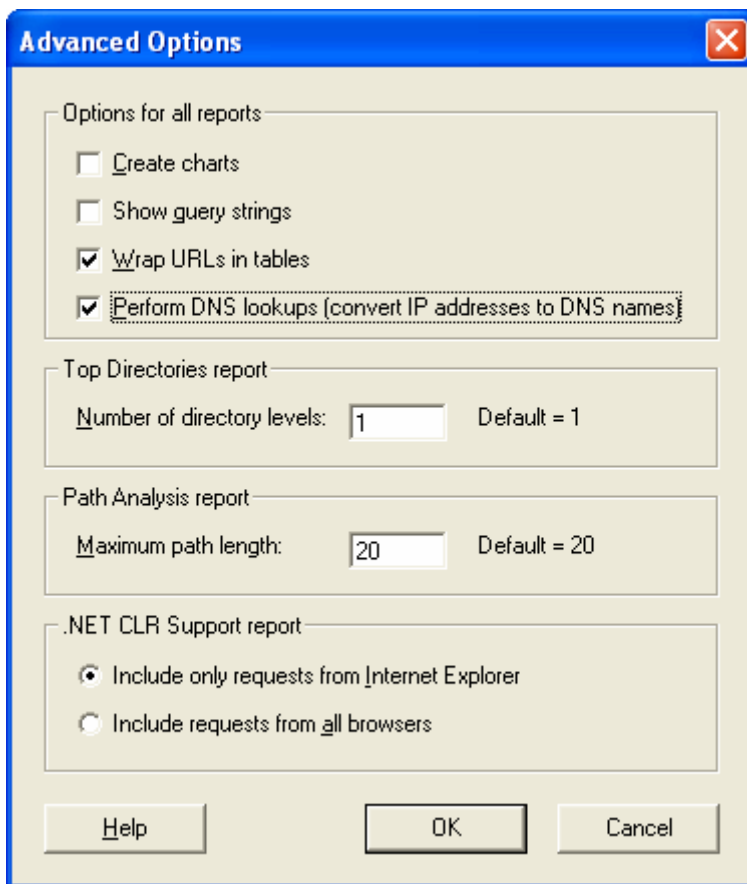 Advanced Options
Options for all reports
Create charts
Show query strings
Wrap URLs in tables
Perform DNS lookups (convert IP addresses to DNS names)
Top Directories report
Number of directory levels: 1 Default = 1
Path Analysis report
Maximum path length: 20 Default = 20
.NET CLR Support report
Include only requests from Internet Explorer
Include requests from all browsers
Help OK Cancel